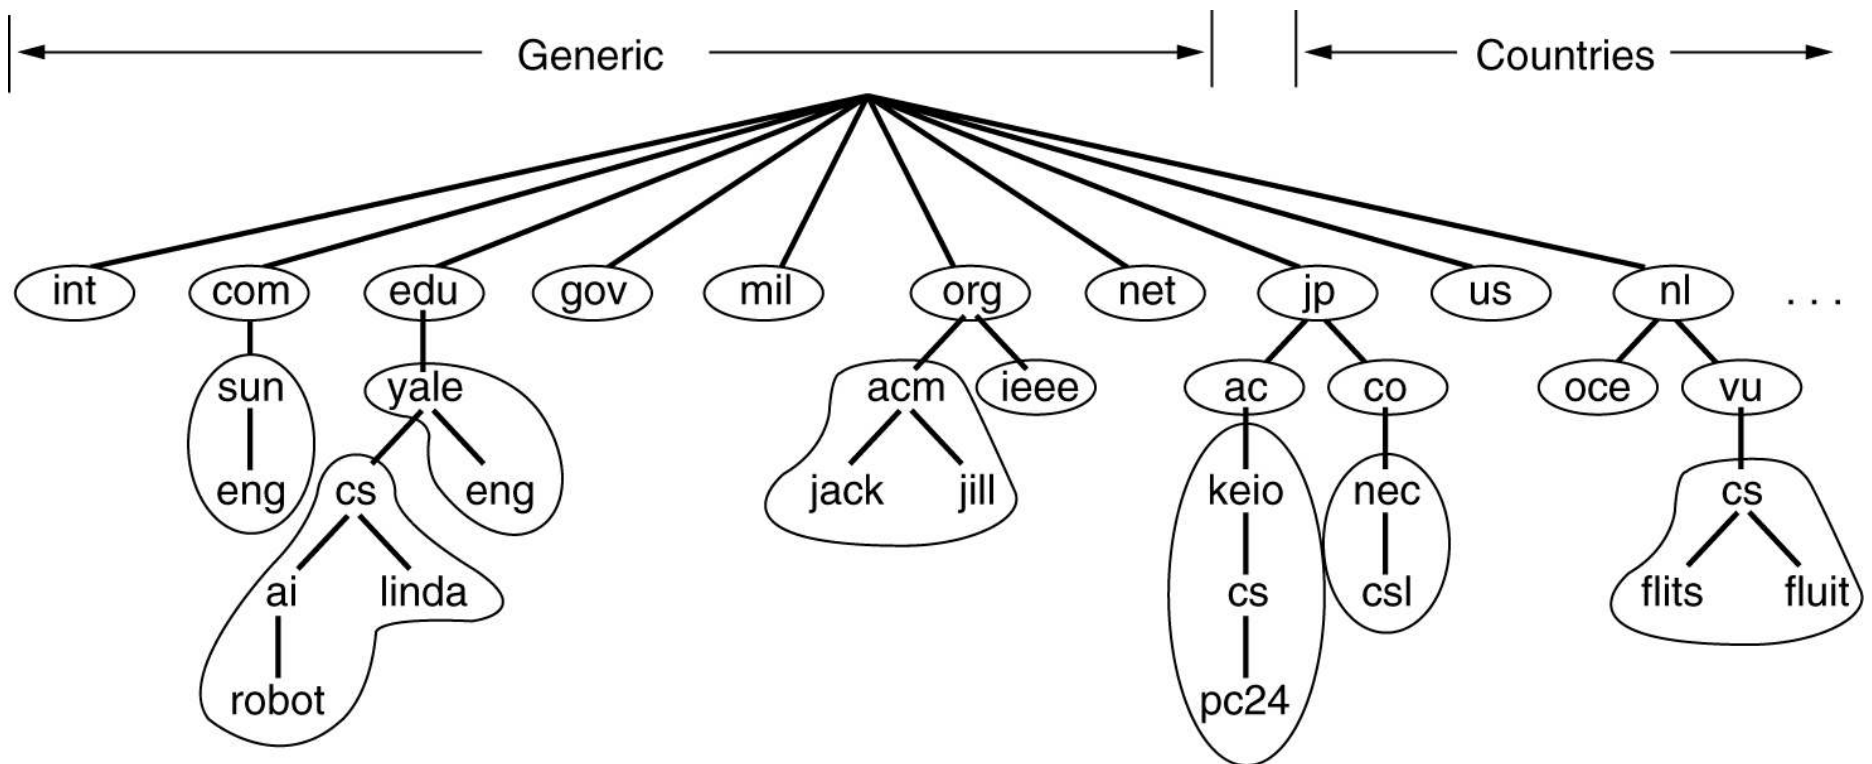 Generic Countries
int com edu gov mil org net jp us nl . . .
sun yale acm ieee ac co oce vu
eng cs eng jack jill keio nec cs
ai linda cs csl flits fluit
robot pc24